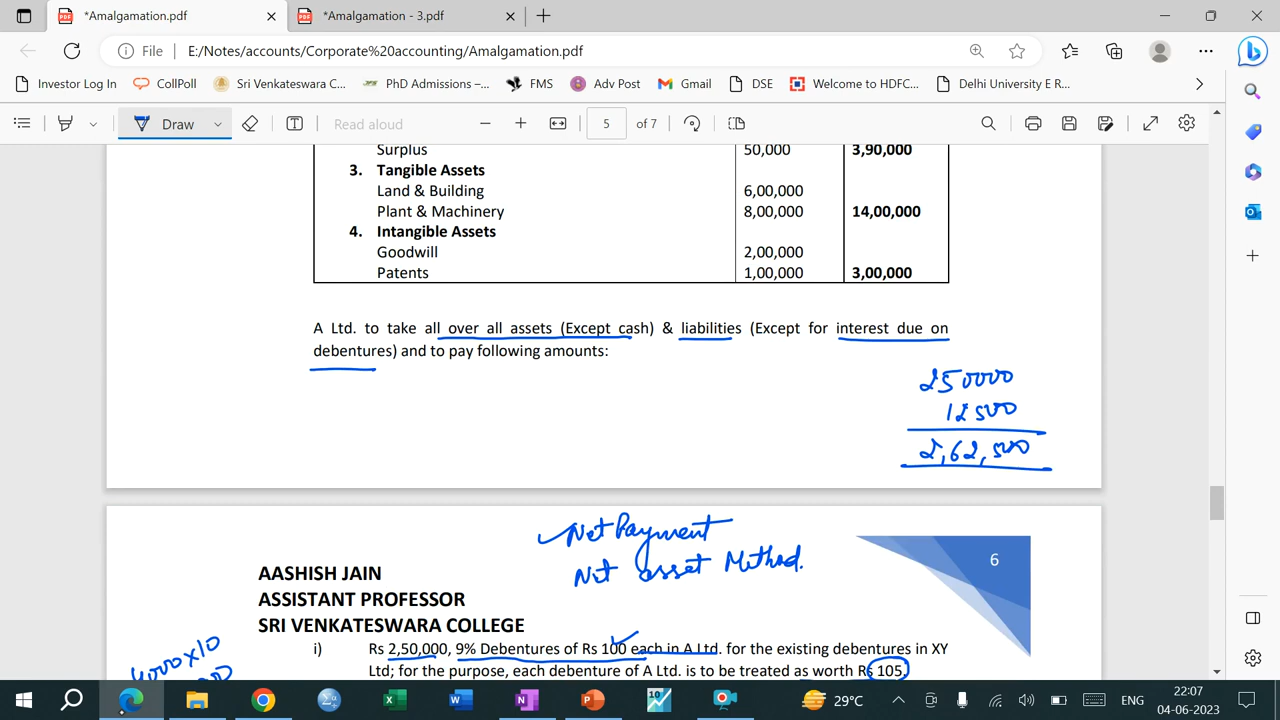 *Amalgamation.pdf
*Amalgamation - 3.pdf
File E:/Notes/accounts/Corporate%20accounting/Amalgamation.pdf
Investor Log In CollPoll Sri Venkateswara C... PhD Admissions –... FMS Adv Post Gmail DSE Welcome to HDFC... Delhi University E R...
Draw Read aloud 5 of 7
Surplus 50,000 3,90,000
3. Tangible Assets
Land & Building 6,00,000
Plant & Machinery 8,00,000 14,00,000
4. Intangible Assets
Goodwill 2,00,000
Patents 1,00,000 3,00,000
A Ltd. to take all over all assets (Except cash) & liabilities (Except for interest due on
debentures) and to pay following amounts:
250000
12500
2,62,500
Net Payment
Net asset Method.
6
AASHISH JAIN
ASSISTANT PROFESSOR
SRI VENKATESWARA COLLEGE
4000x10
i) Rs 2,50,000, 9% Debentures of Rs 100 each in A Ltd. for the existing debentures in XY
Ltd; for the purpose, each debenture of A Ltd. is to be treated as worth Rs 105.
29°C ENG 22:07
04-06-2023